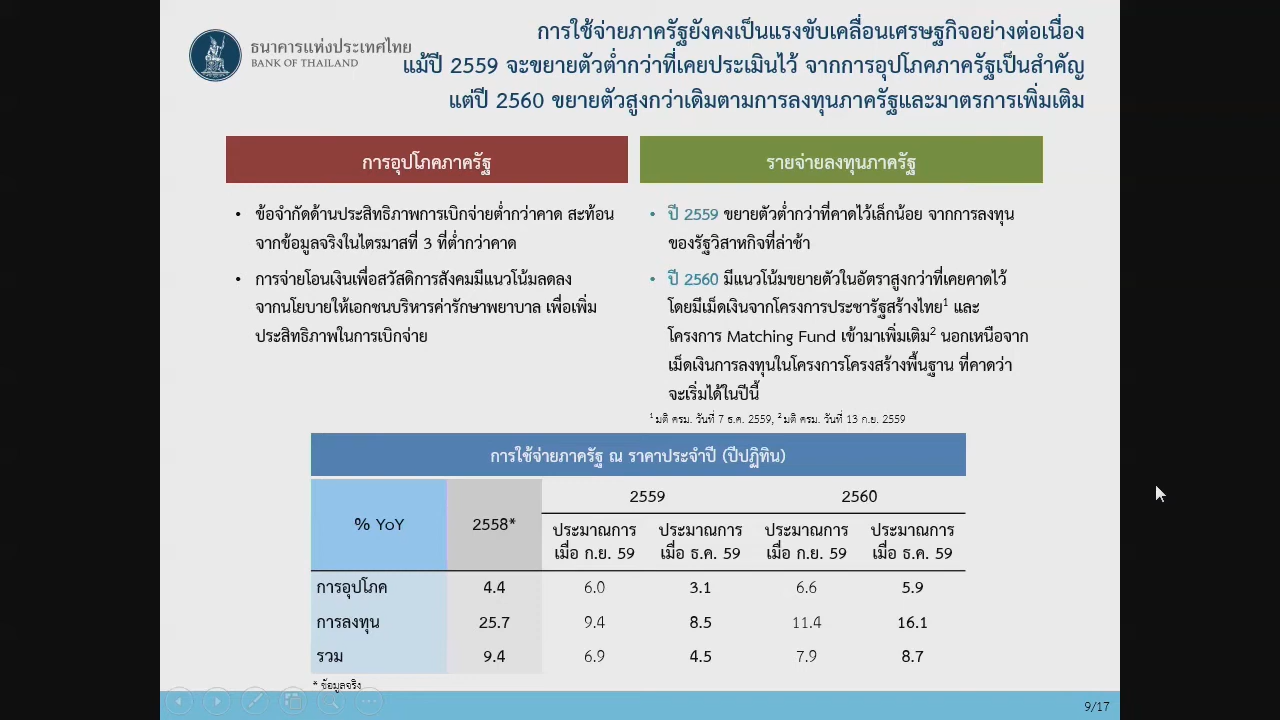 ธนาคารแห่งประเทศไทย
BANK OF THAILAND
การใช้จ่ายภาครัฐยังคงเป็นแรงขับเคลื่อนเศรษฐกิจอย่างต่อเนื่อง
แม้ปี 2559 จะขยายตัวต่ำกว่าที่เคยประเมินไว้ จากการอุปโภคภาครัฐเป็นสำคัญ
แต่ปี 2560 ขยายตัวสูงกว่าเดิมตามการลงทุนภาครัฐและมาตรการเพิ่มเติม
การอุปโภคภาครัฐ
• ข้อจำกัดด้านประสิทธิภาพการเบิกจ่ายต่ำกว่าคาด สะท้อน
จากข้อมูลจริงในไตรมาสที่ 3 ที่ต่ำกว่าคาด
• การจ่ายโอนเงินเพื่อสวัสดิการสังคมมีแนวโน้มลดลง
จากนโยบายให้เอกชนบริหารค่ารักษาพยาบาล เพื่อเพิ่ม
ประสิทธิภาพในการเบิกจ่าย
รายจ่ายลงทุนภาครัฐ
• ปี 2559 ขยายตัวต่ำกว่าที่คาดไว้เล็กน้อย จากการลงทุน
ของรัฐวิสาหกิจที่ล่าช้า
• ปี 2560 มีแนวโน้มขยายตัวในอัตราสูงกว่าที่เคยคาดไว้
โดยมีเม็ดเงินจากโครงการประชารัฐสร้างไทย¹ และ
โครงการ Matching Fund เข้ามาเพิ่มเติม² นอกเหนือจาก
เม็ดเงินการลงทุนในโครงการโครงสร้างพื้นฐาน ที่คาดว่า
จะเริ่มได้ในปีนี้
¹ มติ ครม. วันที่ 7 ธ.ค. 2559, ² มติ ครม. วันที่ 13 ก.ย. 2559
การใช้จ่ายภาครัฐ ณ ราคาประจำปี (ปีปฏิทิน)
% YoY 2558* 2559 2560
ประมาณการ ประมาณการ ประมาณการ ประมาณการ
เมื่อ ก.ย. 59 เมื่อ ธ.ค. 59 เมื่อ ก.ย. 59 เมื่อ ธ.ค. 59
การอุปโภค 4.4 6.0 3.1 6.6 5.9
การลงทุน 25.7 9.4 8.5 11.4 16.1
รวม 9.4 6.9 4.5 7.9 8.7
* ข้อมูลจริง
9/17